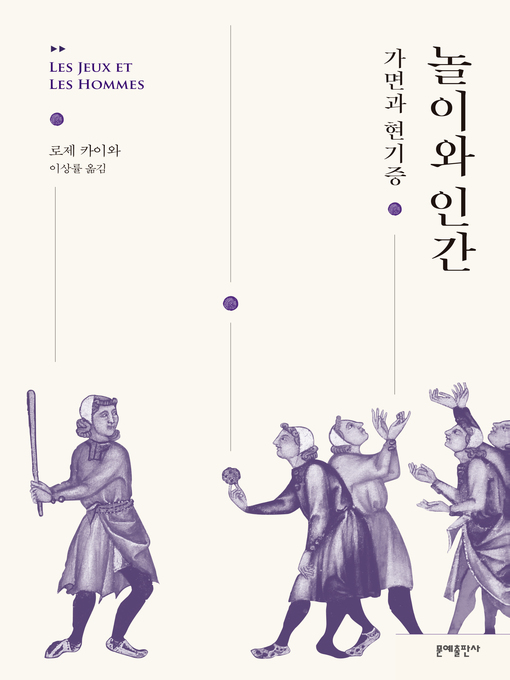 ▸▸
LES JEUX ET
LES HOMMES
로제 카이와
이상률 옮김
놀이와 인간
가면과 현기증
문예출판사